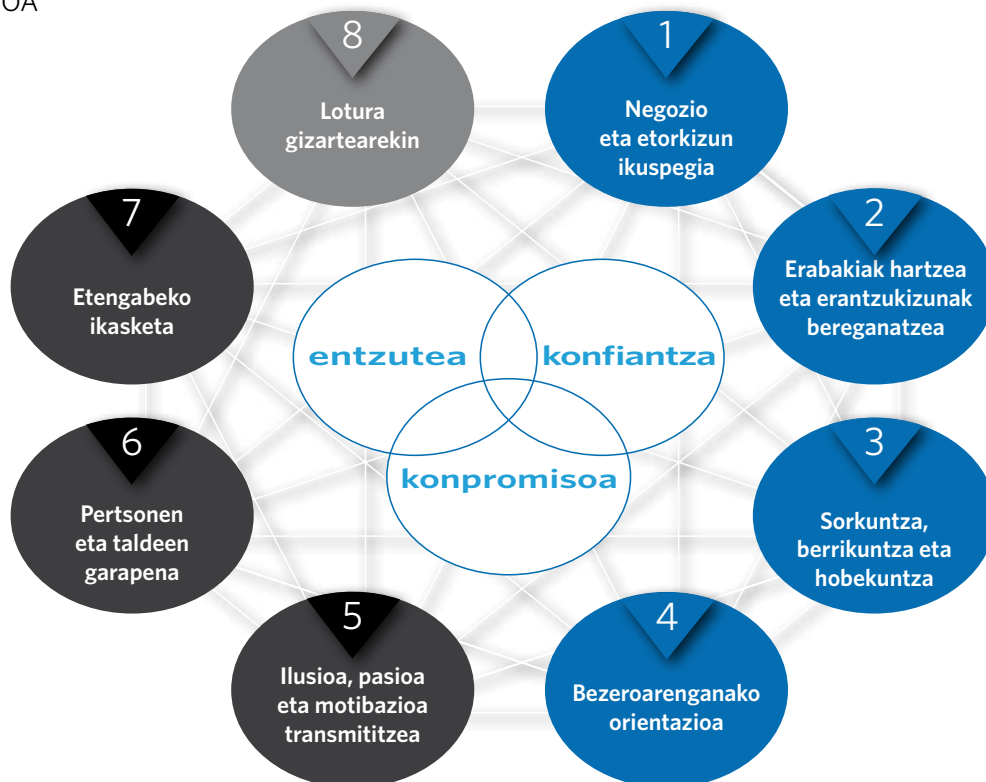 OA
8
Lotura
gizartearekin
1
Negozio
eta etorkizun
ikuspegia
7
Etengabeko
ikasketa
2
Erabakiak hartzea
eta erantzukizunak
bereganatzea
entzutea
konfiantza
konpromisoa
6
Pertsonen
eta taldeen
garapena
3
Sorkuntza,
berrikuntza eta
hobekuntza
5
Ilusioa, pasioa
eta motibazioa
transmititzea
4
Bezeroarenganako
orientazioa